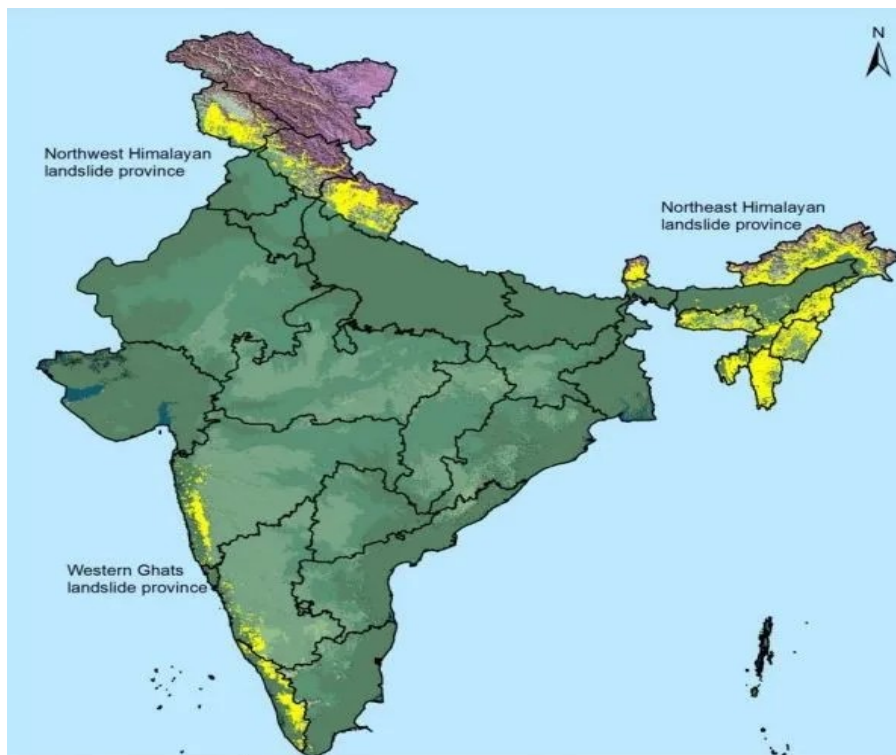 N
Northwest Himalayan
landslide province
Northeast Himalayan
landslide province
Western Ghats
landslide province